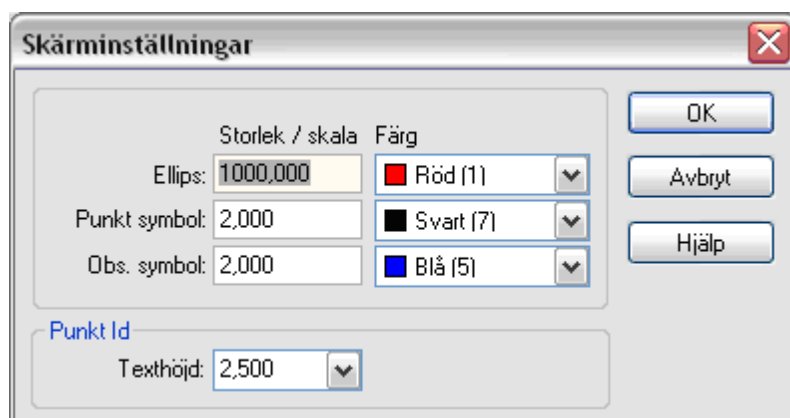 Skärminställningar
Storlek / skala Färg
Ellips: 1000,000 Röd (1)
Punkt symbol: 2,000 Svart (7)
Obs. symbol: 2,000 Blå (5)
OK
Avbryt
Hjälp
Punkt Id
Texthöjd: 2,500